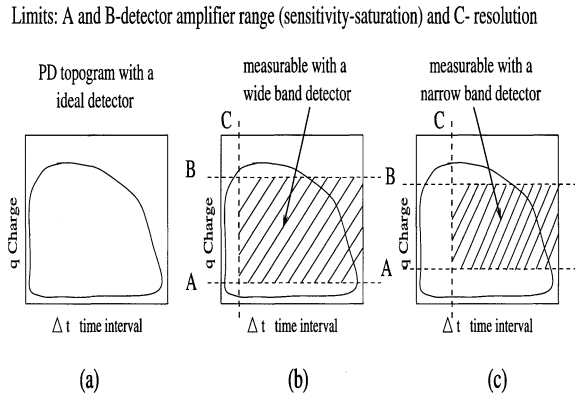 Limits: A and B-detector amplifier range (sensitivity-saturation) and C- resolution
PD topogram with a
ideal detector
q Charge
Δ t time interval
(a)
measurable with a
wide band detector
C
B
A
q Charge
Δ t time interval
(b)
measurable with a
narrow band detector
C
B
A
q Charge
Δ t time interval
(c)